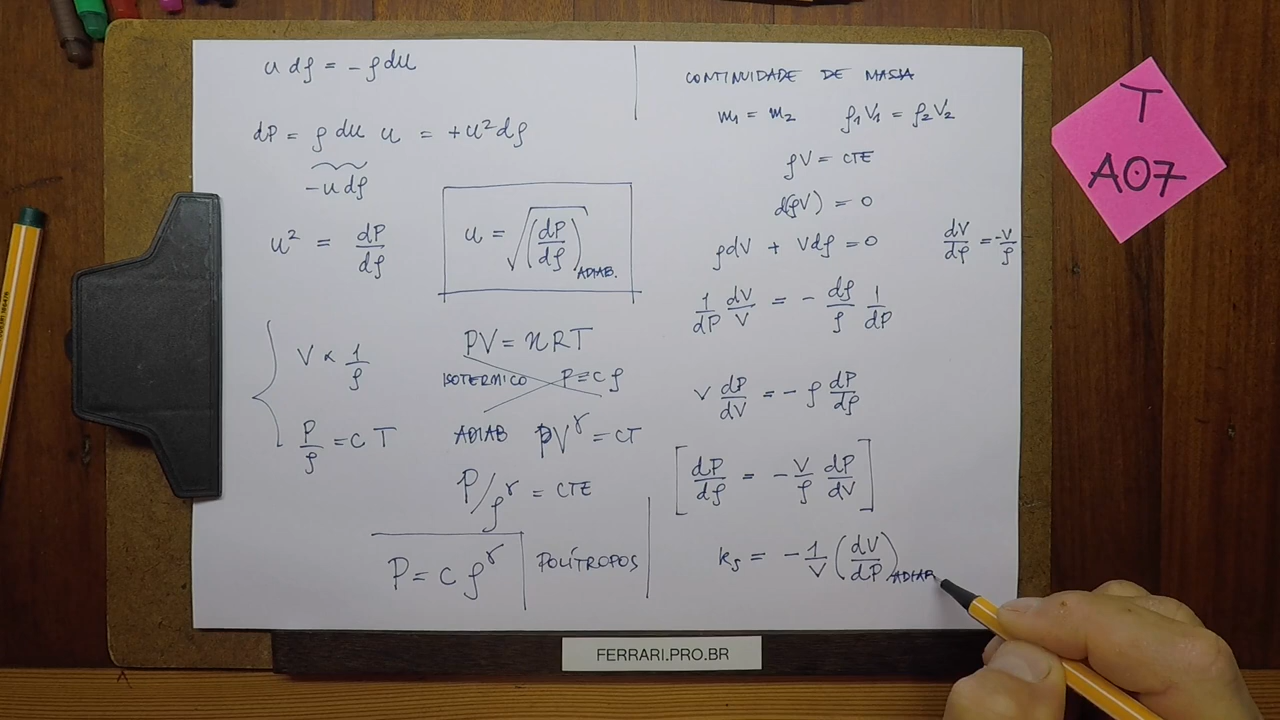 u dρ = - ρ du
dP = ρ du u = + u² dρ
- u dρ
u² = dP/dρ
u = √(dP/dρ) ADIAB.
V ∝ 1/ρ
P/ρ = C T
PV = nRT
ISOTERMICO P = C ρ
ADIAB PV^γ = CT
P/ρ^γ = CTE
P = C ρ^γ POLÍTROPOS
CONTINUIDADE DE MASSA
m₁ = m₂ ρ₁V₁ = ρ₂V₂
ρV = CTE
d(ρV) = 0
ρdV + Vdρ = 0 dV/dρ = -V/ρ
1/dP dV/V = - dρ/ρ 1/dP
V dP/dV = - ρ dP/dρ
[dP/dρ = - V/ρ dP/dV]
k_s = - 1/V (dV/dP) ADIAB
T
A07
FERRARI.PRO.BR